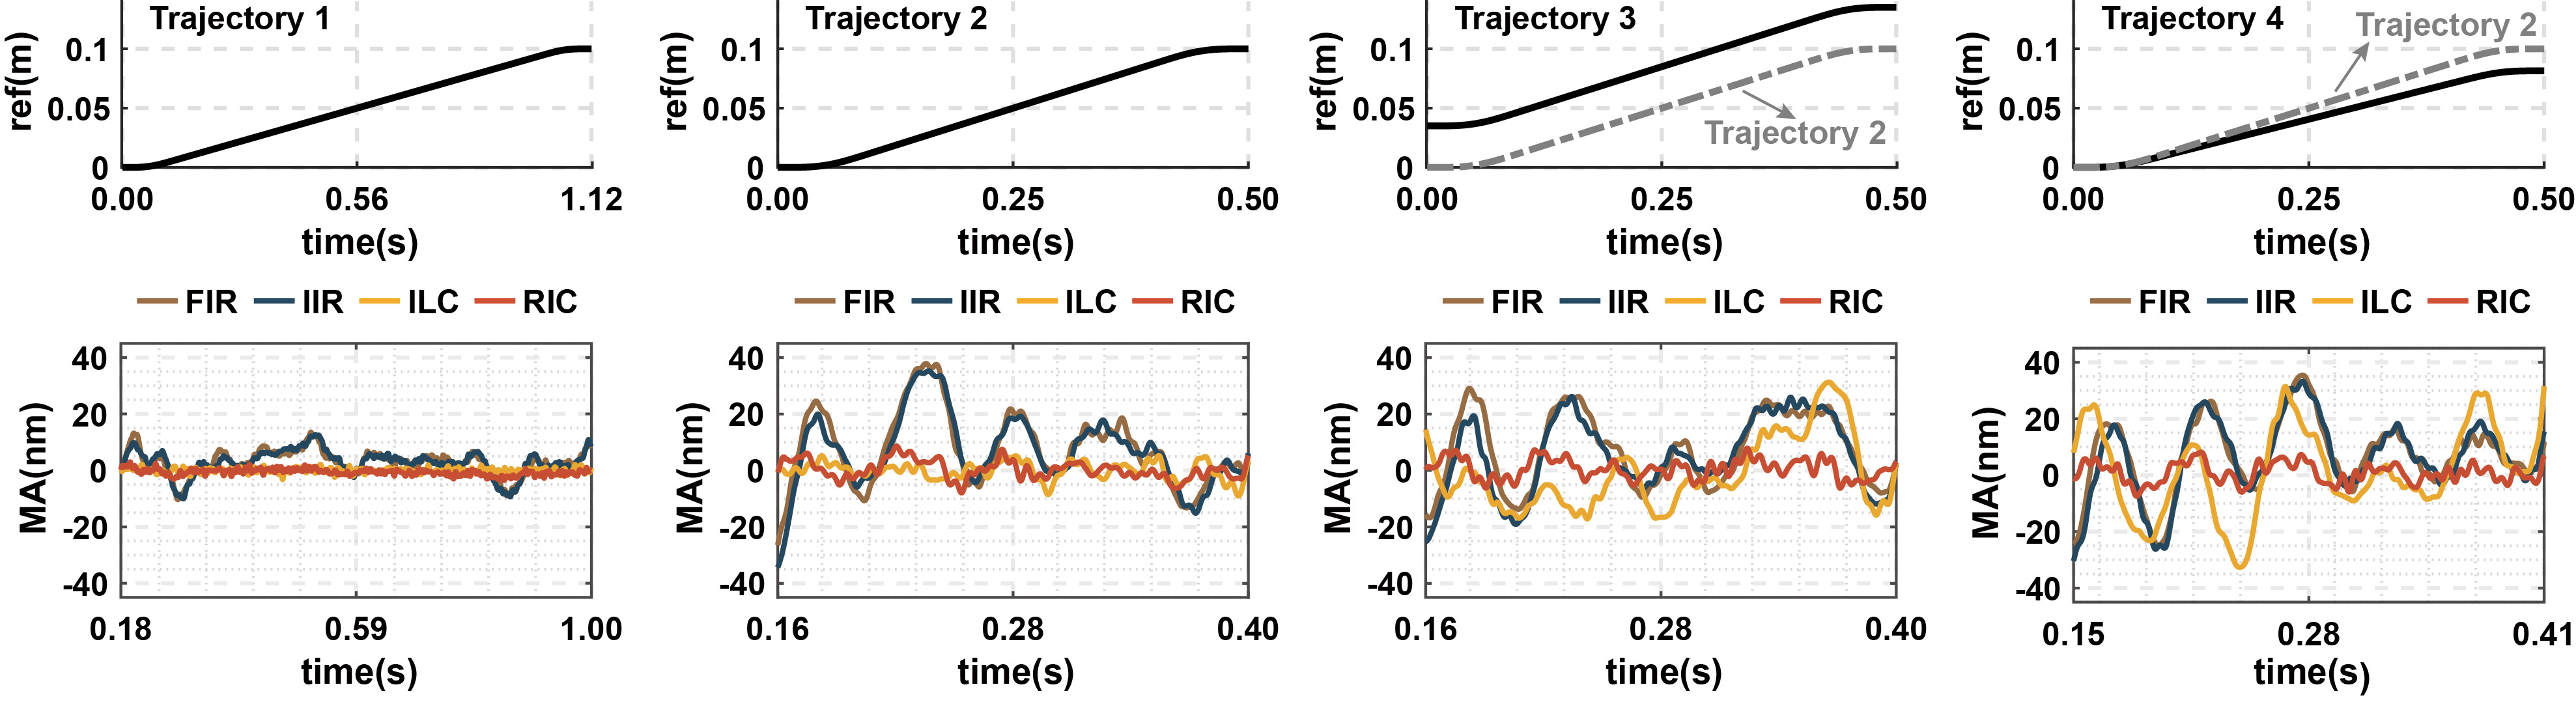 Trajectory 1
ref(m)
0.1
0.05
0
0.00 0.56 1.12
time(s)
FIR IIR ILC RIC
MA(nm)
40
20
0
-20
-40
0.18 0.59 1.00
time(s)
Trajectory 2
ref(m)
0.1
0.05
0
0.00 0.25 0.50
time(s)
FIR IIR ILC RIC
MA(nm)
40
20
0
-20
-40
0.16 0.28 0.40
time(s)
Trajectory 3
ref(m)
0.1
0.05
0
Trajectory 2
0.00 0.25 0.50
time(s)
FIR IIR ILC RIC
MA(nm)
40
20
0
-20
-40
0.16 0.28 0.40
time(s)
Trajectory 4
Trajectory 2
ref(m)
0.1
0.05
0
0.00 0.25 0.50
time(s)
FIR IIR ILC RIC
MA(nm)
40
20
0
-20
-40
0.15 0.28 0.41
time(s)